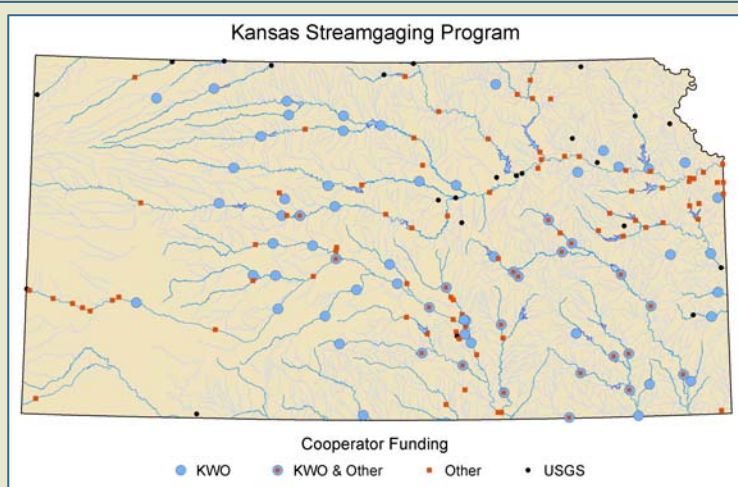 Kansas Streamgaging Program
Cooperator Funding
KWO KWO & Other Other USGS